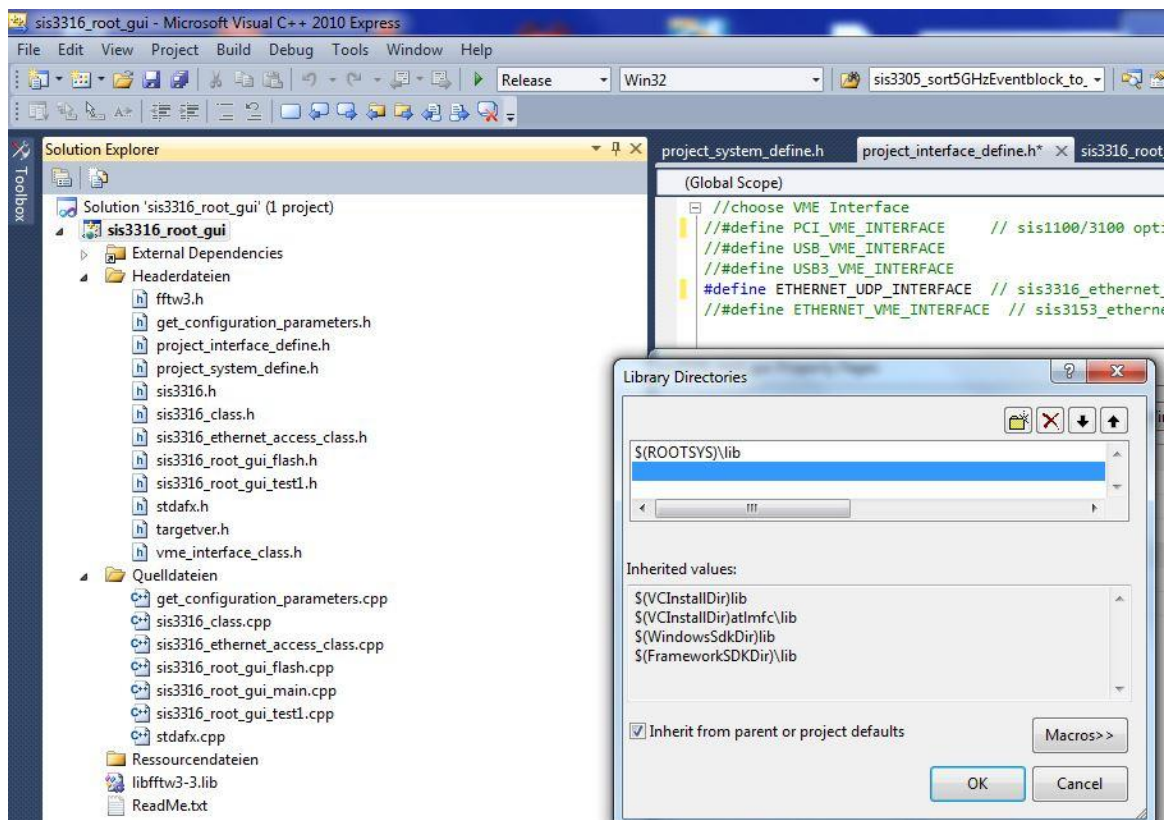 sis3316_root_gui - Microsoft Visual C++ 2010 Express
File Edit View Project Build Debug Tools Window Help
Release Win32 sis3305_sort5GHzEventblock_to_
Toolbox
Solution Explorer
Solution 'sis3316_root_gui' (1 project)
sis3316_root_gui
External Dependencies
Headerdateien
fftw3.h
get_configuration_parameters.h
project_interface_define.h
project_system_define.h
sis3316.h
sis3316_class.h
sis3316_ethernet_access_class.h
sis3316_root_gui_flash.h
sis3316_root_gui_test1.h
stdafx.h
targetver.h
vme_interface_class.h
Quelldateien
get_configuration_parameters.cpp
sis3316_class.cpp
sis3316_ethernet_access_class.cpp
sis3316_root_gui_flash.cpp
sis3316_root_gui_main.cpp
sis3316_root_gui_test1.cpp
stdafx.cpp
Ressourcendateien
libfftw3-3.lib
ReadMe.txt
project_system_define.h project_interface_define.h* sis3316_root_
(Global Scope)
//choose VME Interface
//#define PCI_VME_INTERFACE // sis1100/3100 opti
//#define USB_VME_INTERFACE
//#define USB3_VME_INTERFACE
#define ETHERNET_UDP_INTERFACE // sis3316_ethernet_
//#define ETHERNET_VME_INTERFACE // sis3153_etherne
Library Directories
$(ROOTSYS)\lib
Inherited values:
$(VCInstallDir)lib
$(VCInstallDir)atlmfc\lib
$(WindowsSdkDir)lib
$(FrameworkSDKDir)\lib
Inherit from parent or project defaults
Macros>>
OK Cancel